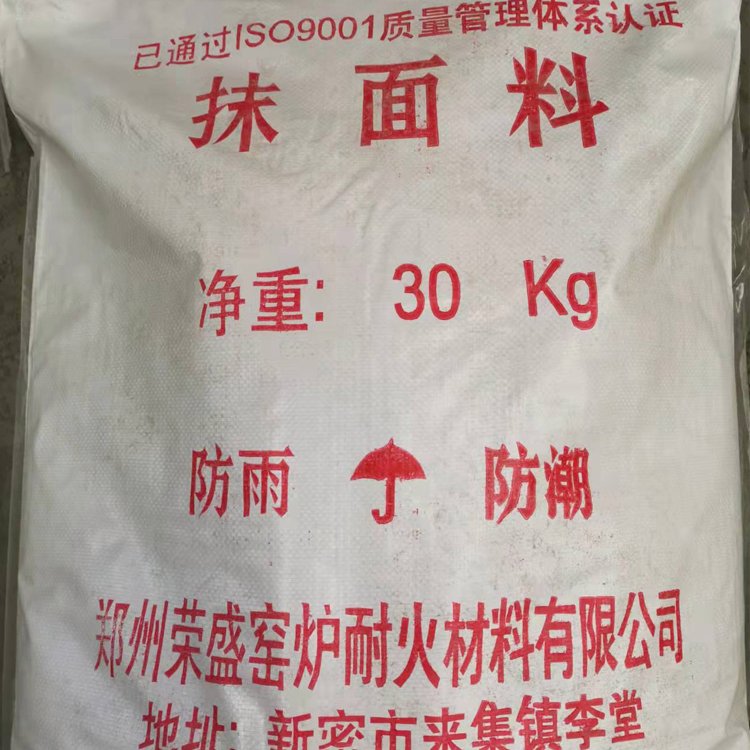 已通过ISO9001质量管理体系认证
抹面料
净重: 30 Kg
防雨 防潮
郑州荣盛窑炉耐火材料有限公司
地址: 新密市来集镇李堂